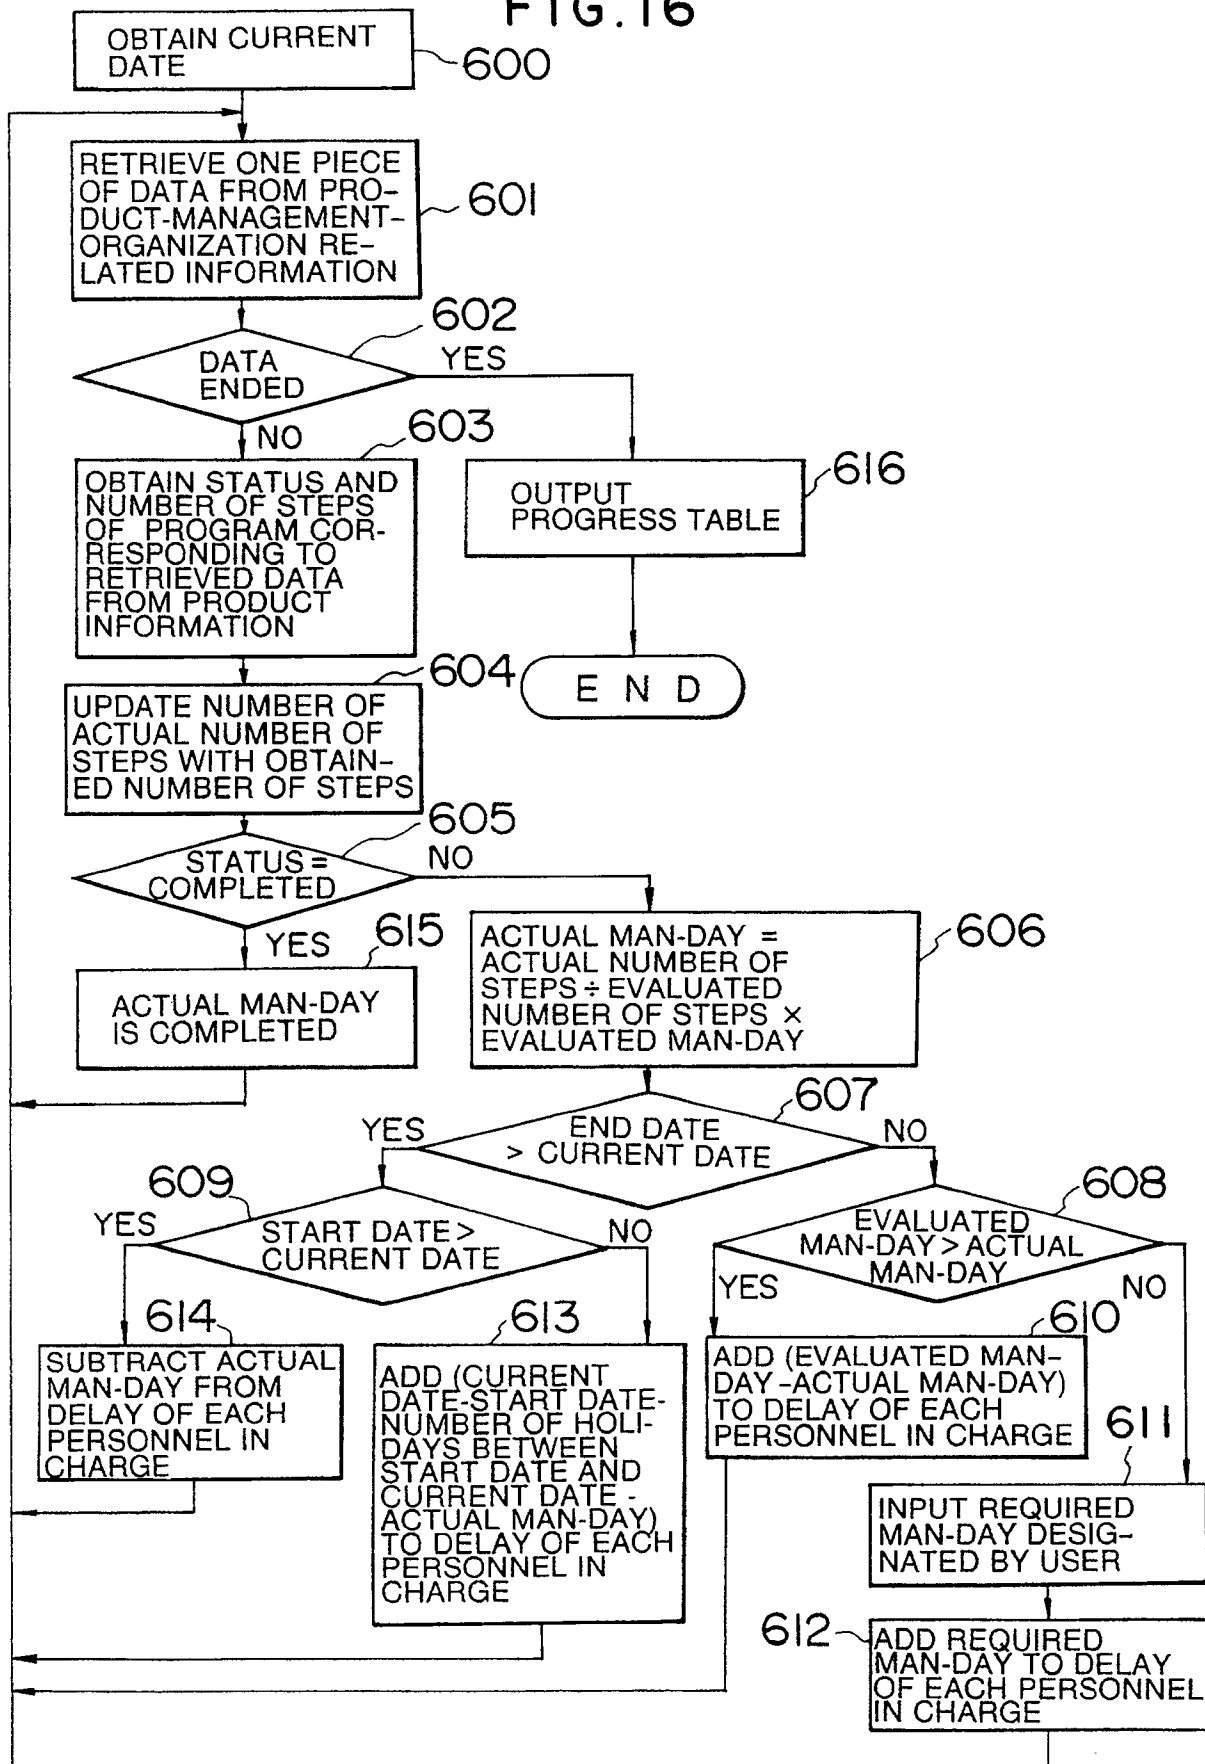 FIG.16
OBTAIN CURRENT
DATE
600
RETRIEVE ONE PIECE
OF DATA FROM PRO-
DUCT-MANAGEMENT-
ORGANIZATION RE-
LATED INFORMATION
601
602
DATA
ENDED
YES
NO
603
OBTAIN STATUS AND
NUMBER OF STEPS
OF PROGRAM COR-
RESPONDING TO
RETRIEVED DATA
FROM PRODUCT
INFORMATION
OUTPUT
PROGRESS TABLE
616
END
604
UPDATE NUMBER OF
ACTUAL NUMBER OF
STEPS WITH OBTAIN-
ED NUMBER OF STEPS
605
STATUS =
COMPLETED
NO
YES
615
ACTUAL MAN-DAY
IS COMPLETED
ACTUAL MAN-DAY =
ACTUAL NUMBER OF
STEPS ÷ EVALUATED
NUMBER OF STEPS ×
EVALUATED MAN-DAY
606
607
YES
END DATE
> CURRENT DATE
NO
609
YES
START DATE >
CURRENT DATE
NO
608
EVALUATED
MAN-DAY > ACTUAL
MAN-DAY
YES
NO
614
SUBTRACT ACTUAL
MAN-DAY FROM
DELAY OF EACH
PERSONNEL IN
CHARGE
613
ADD (CURRENT
DATE-START DATE-
NUMBER OF HOLI-
DAYS BETWEEN
START DATE AND
CURRENT DATE -
ACTUAL MAN-DAY)
TO DELAY OF EACH
PERSONNEL IN
CHARGE
610
ADD (EVALUATED MAN-
DAY - ACTUAL MAN-DAY)
TO DELAY OF EACH
PERSONNEL IN CHARGE
611
INPUT REQUIRED
MAN-DAY DESIG-
NATED BY USER
612
ADD REQUIRED
MAN-DAY TO DELAY
OF EACH PERSONNEL
IN CHARGE